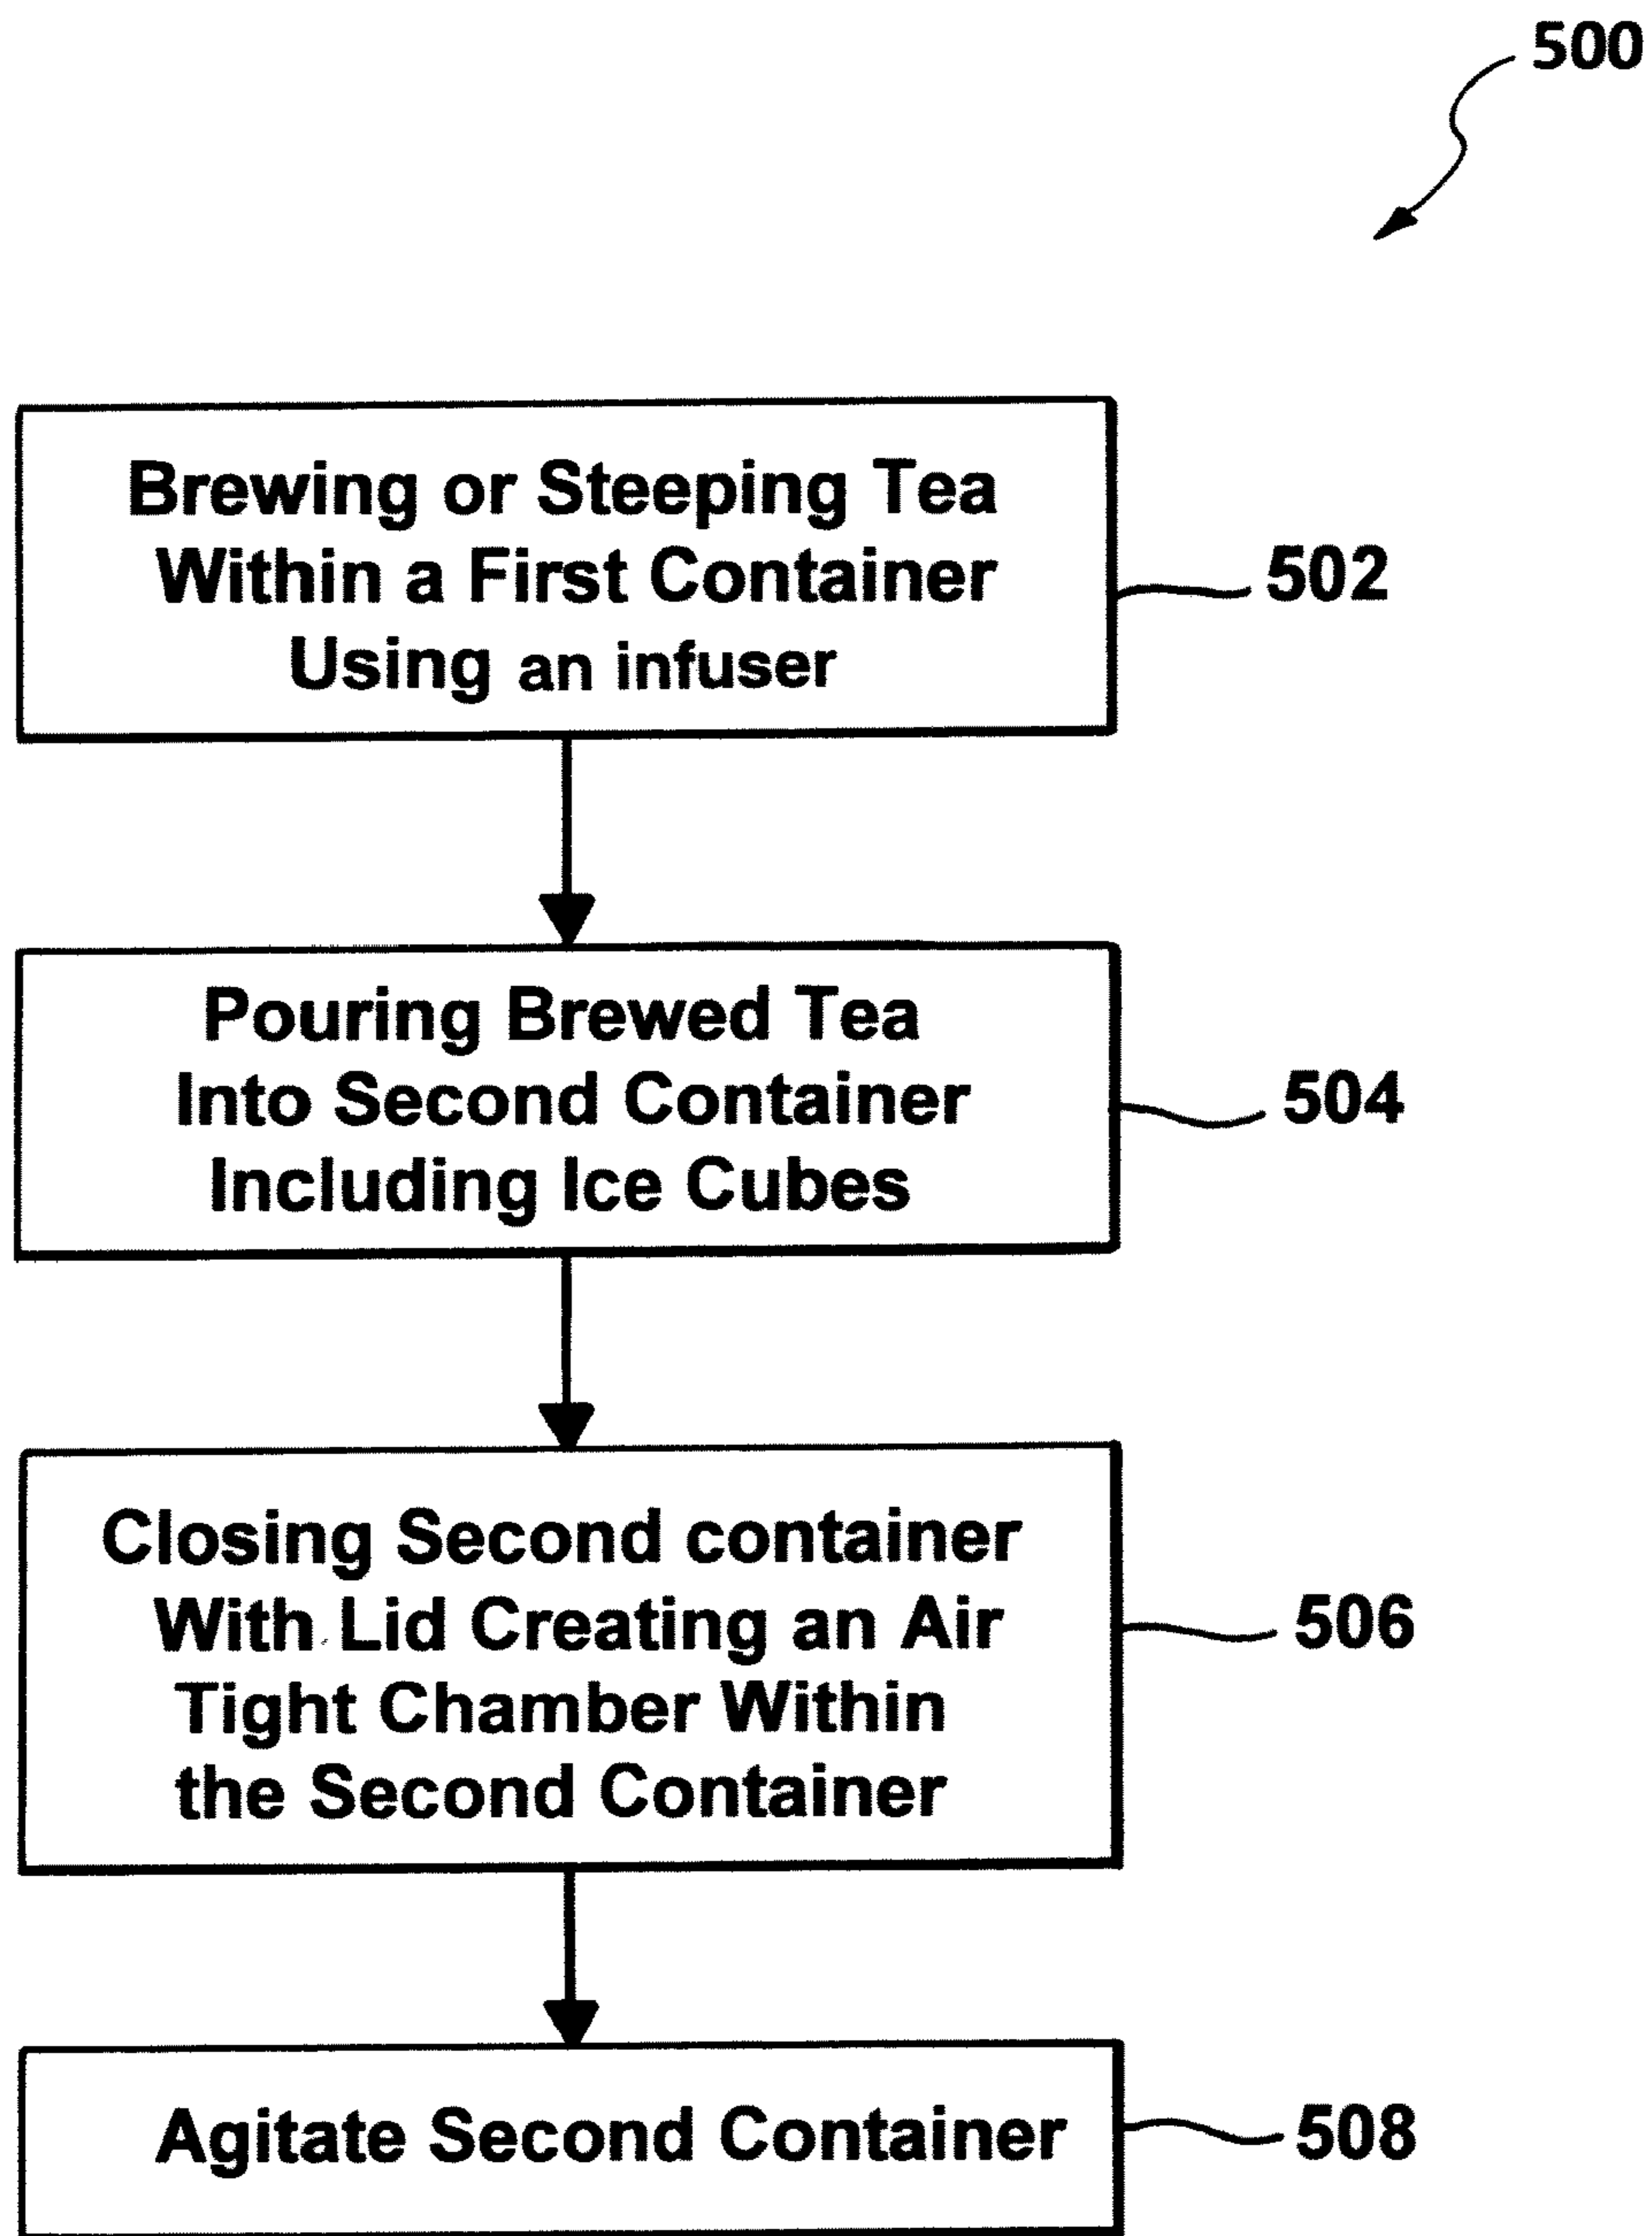 500
Brewing or Steeping Tea
Within a First Container
Using an infuser
502
Pouring Brewed Tea
Into Second Container
Including Ice Cubes
504
Closing Second container
With Lid Creating an Air
Tight Chamber Within
the Second Container
506
Agitate Second Container
508